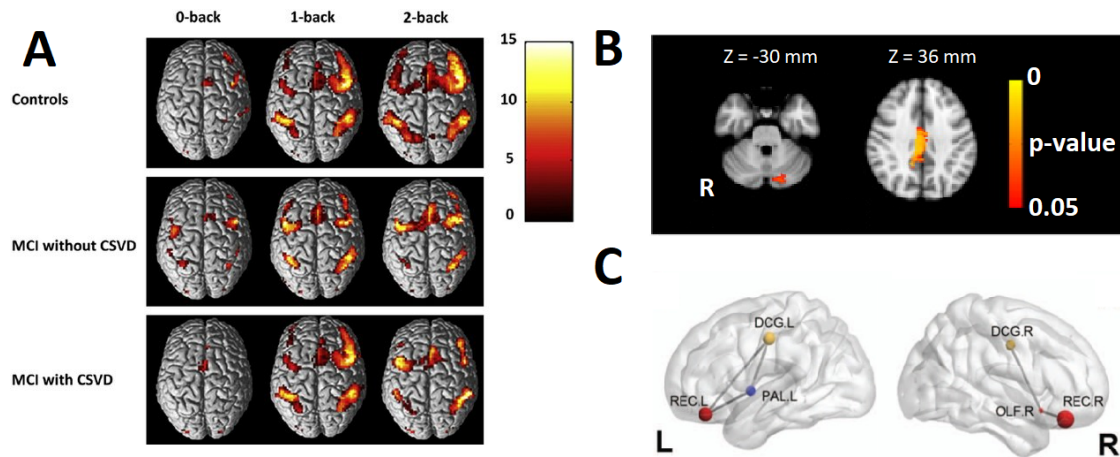 A
0-back 1-back 2-back
Controls
MCI without CSVD
MCI with CSVD
15
10
5
0
B
Z = -30 mm Z = 36 mm
R
0
p-value
0.05
C
DCG.L
REC.L PAL.L
L
DCG.R
OLF.R REC.R
R